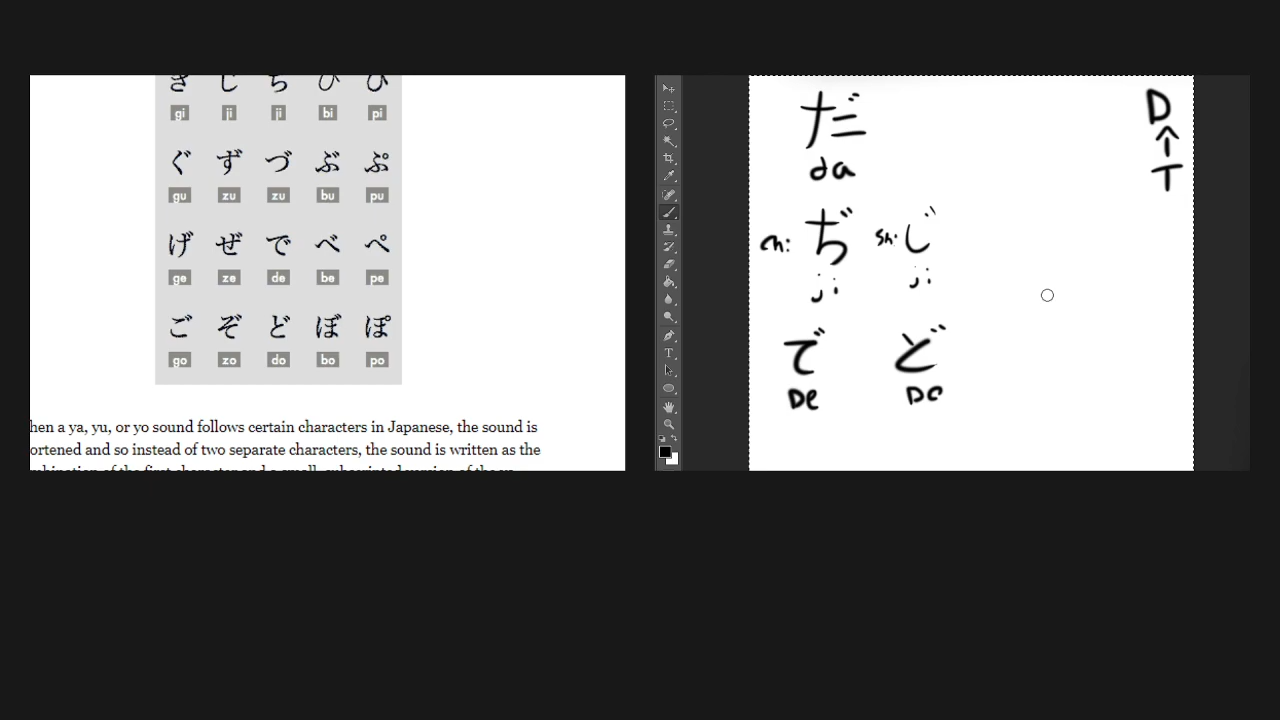 ぎ じ ぢ び ぴ
gi ji ji bi pi
ぐ ず づ ぶ ぷ
gu zu zu bu pu
げ ぜ で べ ぺ
ge ze de be pe
ご ぞ ど ぼ ぽ
go zo do bo po
hen a ya, yu, or yo sound follows certain characters in Japanese, the sound is
ortened and so instead of two separate characters, the sound is written as the
だ
da
ぢ じ
ji ji
で ど
De
D
T